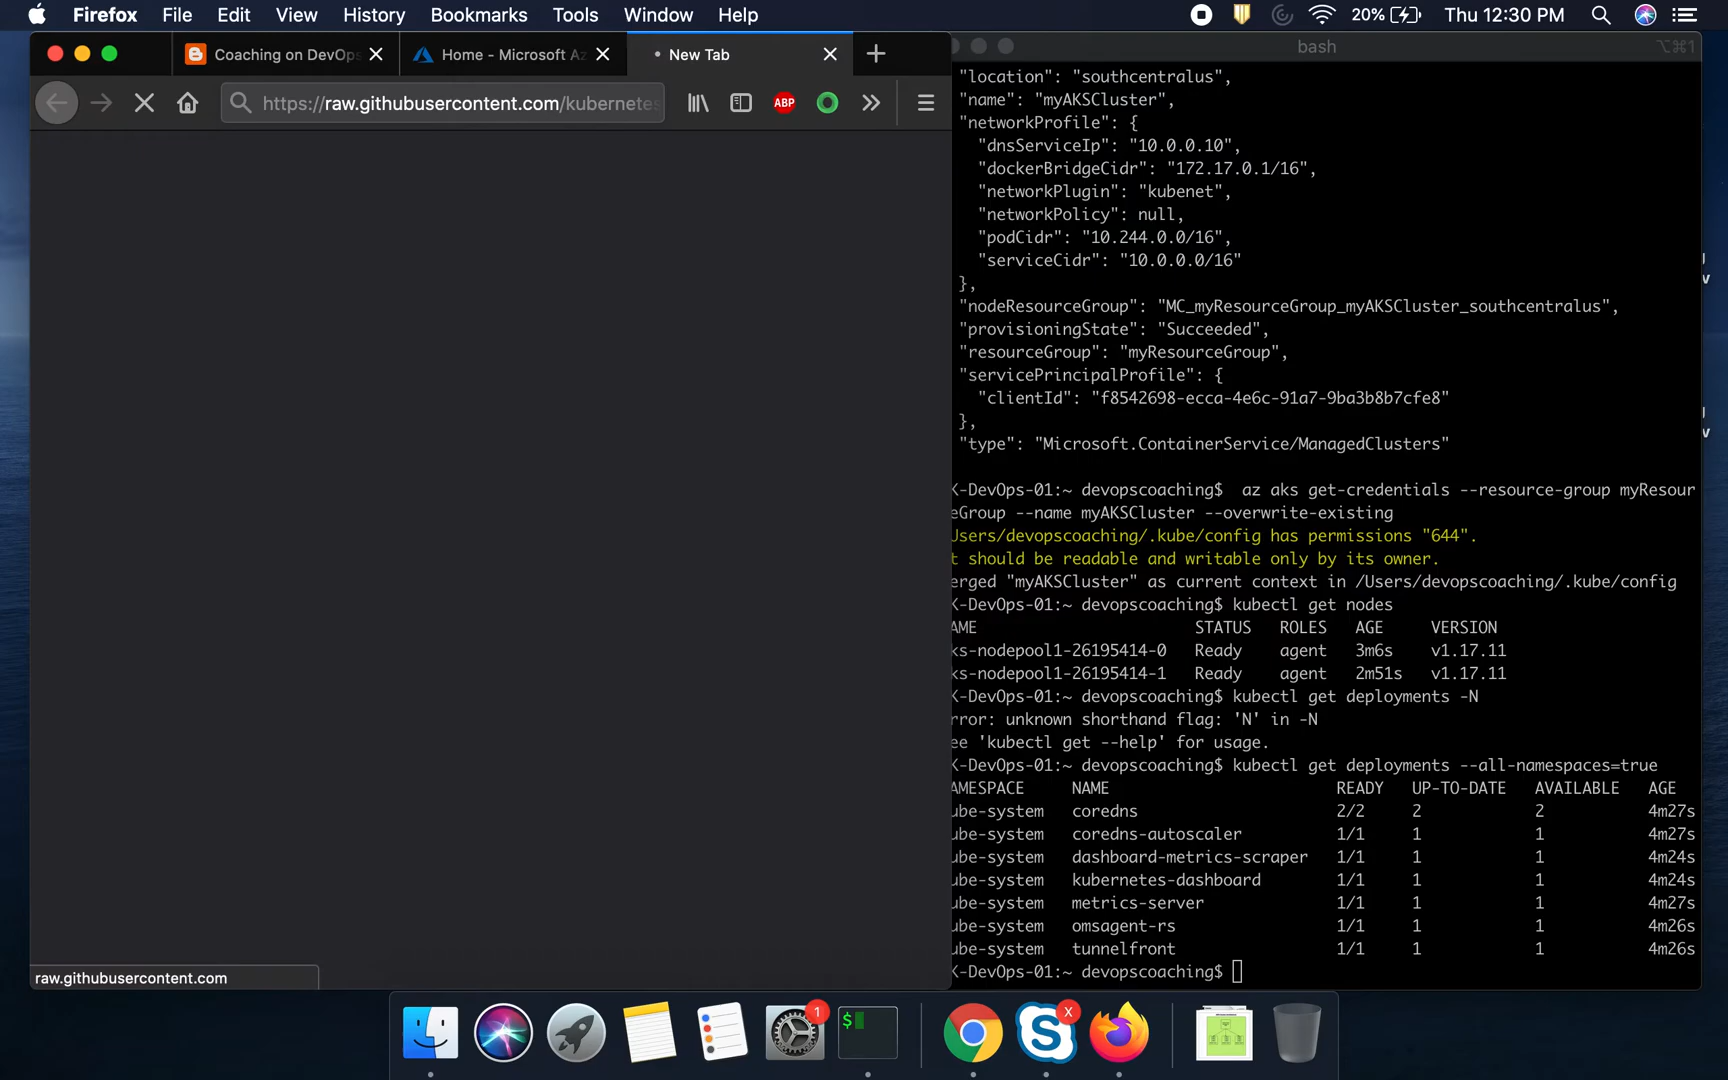 Firefox File Edit View History Bookmarks Tools Window Help 20% Thu 12:30 PM
Coaching on DevOps Home - Microsoft Az New Tab
https://raw.githubusercontent.com/kubernetes ABP
bash ⌥⌘1
"location": "southcentralus",
"name": "myAKSCluster",
"networkProfile": {
"dnsServiceIp": "10.0.0.10",
"dockerBridgeCidr": "172.17.0.1/16",
"networkPlugin": "kubenet",
"networkPolicy": null,
"podCidr": "10.244.0.0/16",
"serviceCidr": "10.0.0.0/16"
},
"nodeResourceGroup": "MC_myResourceGroup_myAKSCluster_southcentralus",
"provisioningState": "Succeeded",
"resourceGroup": "myResourceGroup",
"servicePrincipalProfile": {
"clientId": "f8542698-ecca-4e6c-91a7-9ba3b8b7cfe8"
},
"type": "Microsoft.ContainerService/ManagedClusters"
K-DevOps-01:~ devopscoaching$ az aks get-credentials --resource-group myResour
eGroup --name myAKSCluster --overwrite-existing
Users/devopscoaching/.kube/config has permissions "644".
t should be readable and writable only by its owner.
erged "myAKSCluster" as current context in /Users/devopscoaching/.kube/config
K-DevOps-01:~ devopscoaching$ kubectl get nodes
AME STATUS ROLES AGE VERSION
ks-nodepool1-26195414-0 Ready agent 3m6s v1.17.11
ks-nodepool1-26195414-1 Ready agent 2m51s v1.17.11
K-DevOps-01:~ devopscoaching$ kubectl get deployments -N
rror: unknown shorthand flag: 'N' in -N
ee 'kubectl get --help' for usage.
K-DevOps-01:~ devopscoaching$ kubectl get deployments --all-namespaces=true
AMESPACE NAME READY UP-TO-DATE AVAILABLE AGE
ube-system coredns 2/2 2 2 4m27s
ube-system coredns-autoscaler 1/1 1 1 4m27s
ube-system dashboard-metrics-scraper 1/1 1 1 4m24s
ube-system kubernetes-dashboard 1/1 1 1 4m24s
ube-system metrics-server 1/1 1 1 4m27s
ube-system omsagent-rs 1/1 1 1 4m26s
ube-system tunnelfront 1/1 1 1 4m26s
K-DevOps-01:~ devopscoaching$
raw.githubusercontent.com
1
$
X